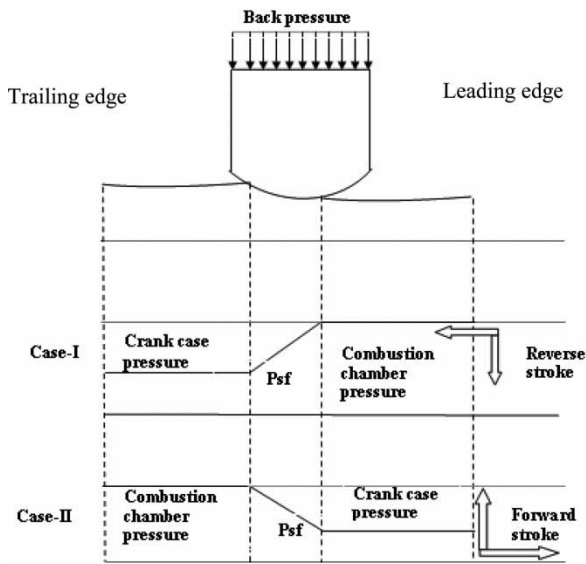 Back pressure
Trailing edge
Leading edge
Case-I
Crank case
pressure
Psf
Combustion
chamber
pressure
Reverse
stroke
Case-II
Combustion
chamber
pressure
Psf
Crank case
pressure
Forward
stroke